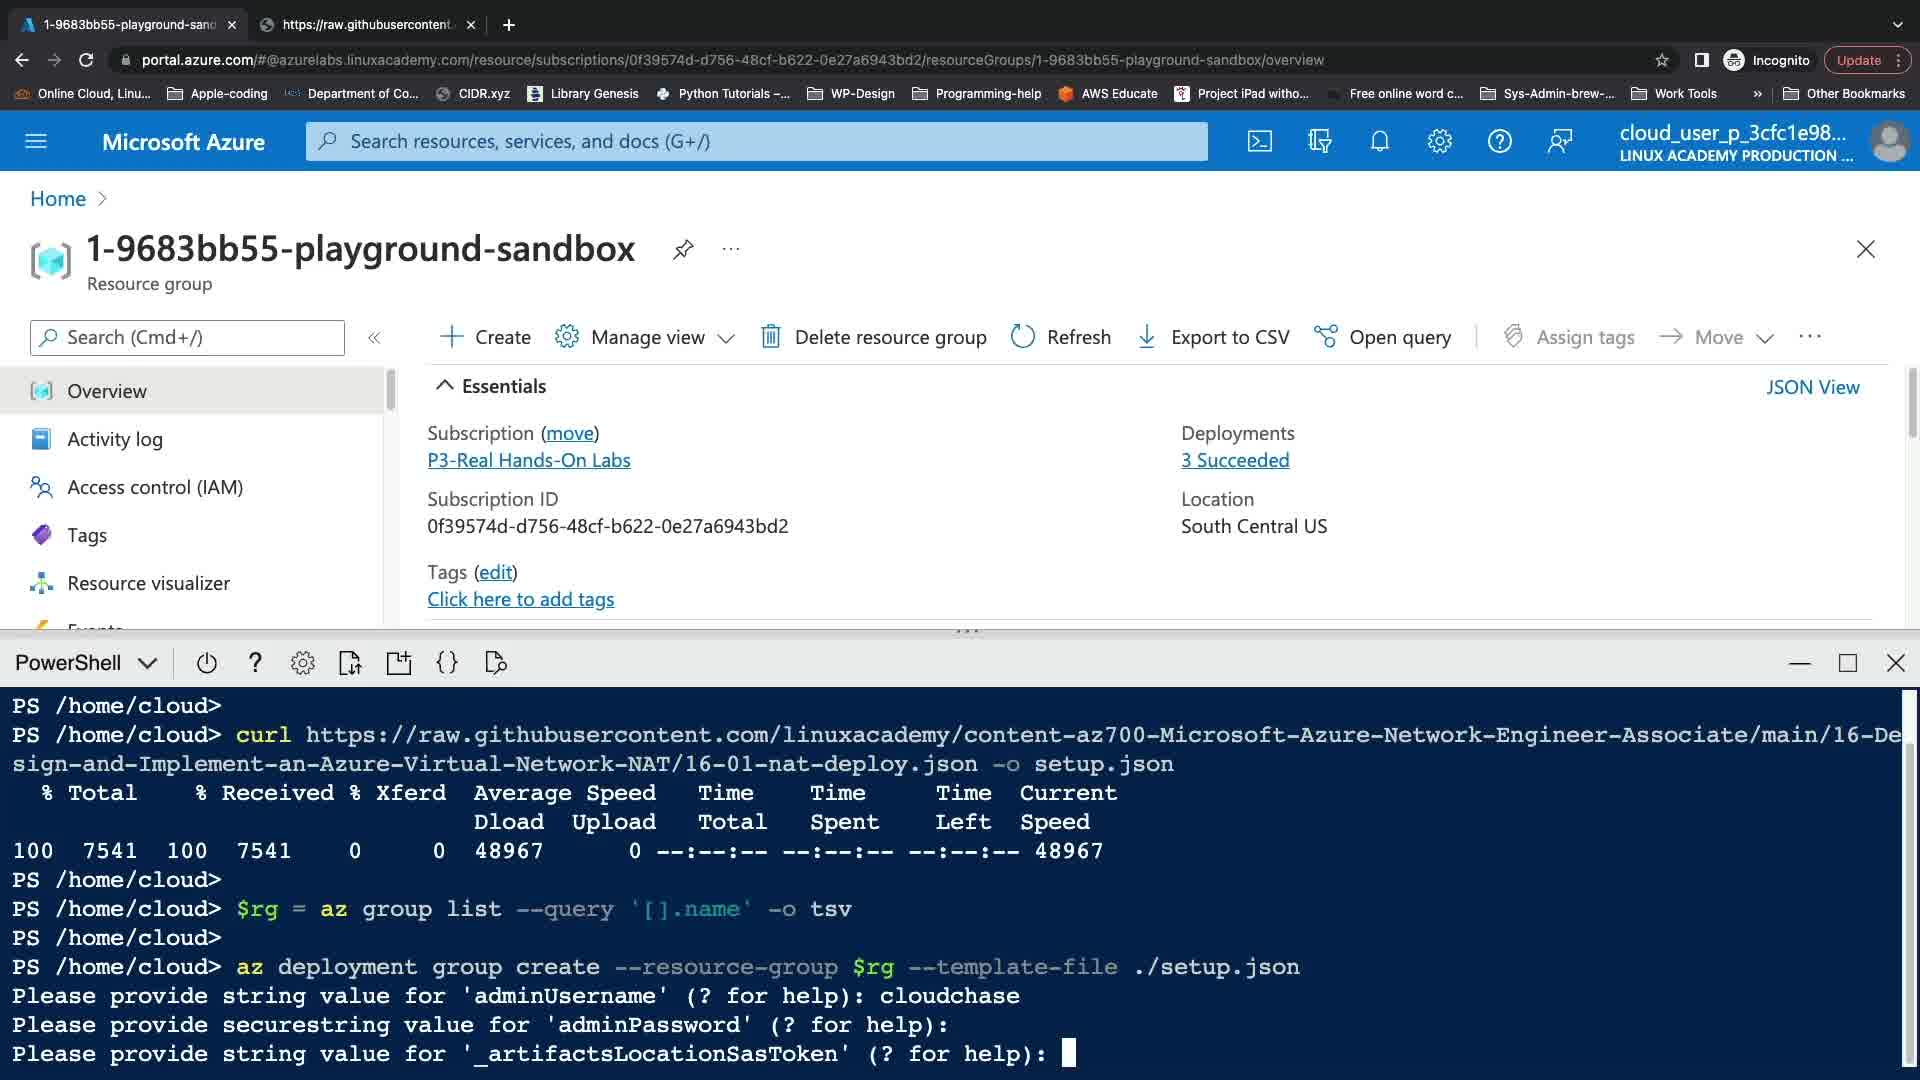 1-9683bb55-playground-sand
https://raw.githubusercontent.
portal.azure.com/#@azurelabs.linuxacademy.com/resource/subscriptions/0f39574d-d756-48cf-b622-0e27a6943bd2/resourceGroups/1-9683bb55-playground-sandbox/overview
Incognito
Update
Online Cloud, Linu...
Apple-coding
Department of Co...
CIDR.xyz
Library Genesis
Python Tutorials –...
WP-Design
Programming-help
AWS Educate
Project iPad witho...
Free online word c...
Sys-Admin-brew-...
Work Tools
»
Other Bookmarks
Microsoft Azure
Search resources, services, and docs (G+/)
cloud_user_p_3cfc1e98...
LINUX ACADEMY PRODUCTION ...
Home >
1-9683bb55-playground-sandbox
Resource group
Search (Cmd+/)
«
Create
Manage view
Delete resource group
Refresh
Export to CSV
Open query
Assign tags
Move
Overview
Activity log
Access control (IAM)
Tags
Resource visualizer
Events
Essentials
JSON View
Subscription (move)
P3-Real Hands-On Labs
Subscription ID
0f39574d-d756-48cf-b622-0e27a6943bd2
Tags (edit)
Click here to add tags
Deployments
3 Succeeded
Location
South Central US
PowerShell
PS /home/cloud>
PS /home/cloud> curl https://raw.githubusercontent.com/linuxacademy/content-az700-Microsoft-Azure-Network-Engineer-Associate/main/16-De
sign-and-Implement-an-Azure-Virtual-Network-NAT/16-01-nat-deploy.json -o setup.json
% Total % Received % Xferd Average Speed Time Time Time Current
Dload Upload Total Spent Left Speed
100 7541 100 7541 0 0 48967 0 --:--:-- --:--:-- --:--:-- 48967
PS /home/cloud>
PS /home/cloud> $rg = az group list --query '[].name' -o tsv
PS /home/cloud>
PS /home/cloud> az deployment group create --resource-group $rg --template-file ./setup.json
Please provide string value for 'adminUsername' (? for help): cloudchase
Please provide securestring value for 'adminPassword' (? for help):
Please provide string value for '_artifactsLocationSasToken' (? for help):